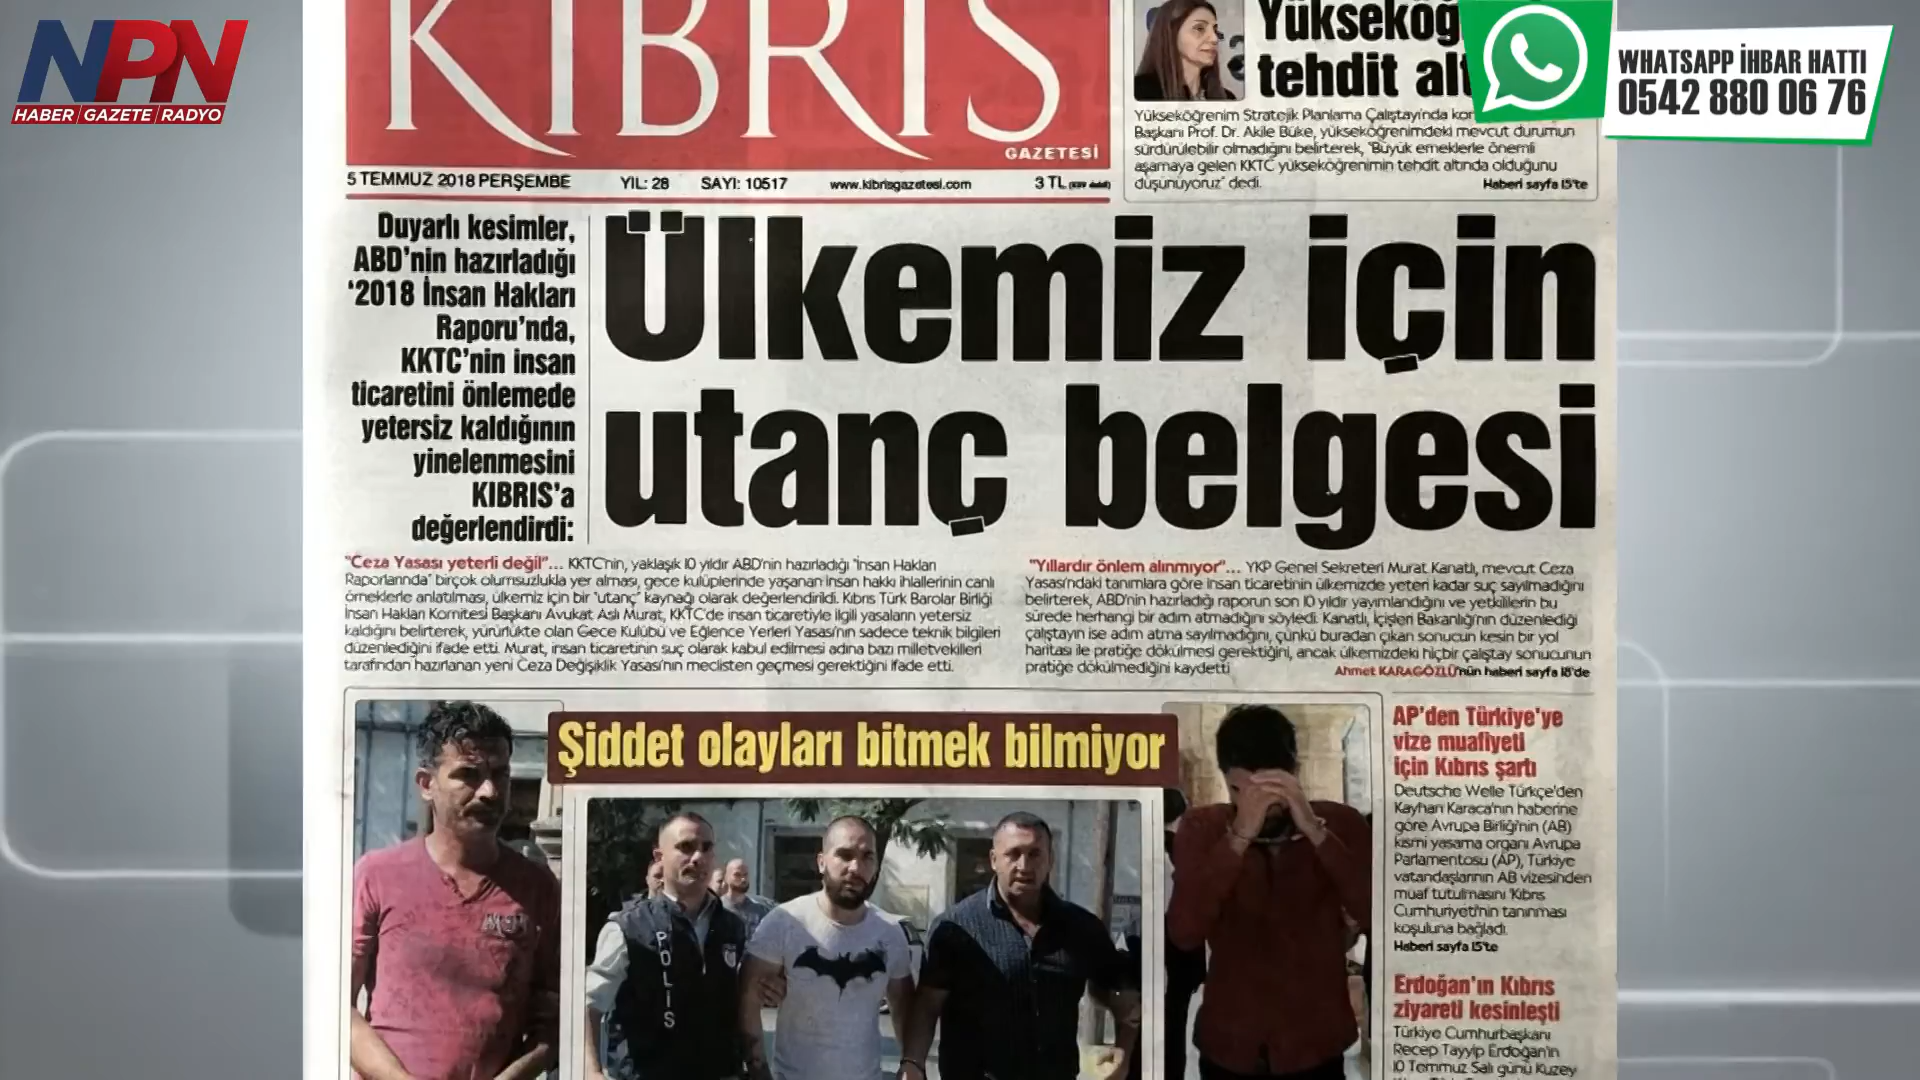 NPN
HABER GAZETE RADYO
KIBRIS
GAZETESİ
5 TEMMUZ 2018 PERŞEMBE YIL: 28 SAYI: 10517 www.kibrisgazetesi.com 3 TL
Yükseköğ
tehdit alt
Yükseköğrenim Stratejik Planlama Çalıştayı'nda kon
Başkanı Prof. Dr. Akile Büke, yükseköğrenimdeki mevcut durumun
sürdürülebilir olmadığını belirterek, "Büyük emeklerle önemli
aşamaya gelen KKTC yükseköğrenimin tehdit altında olduğunu
düşünüyoruz" dedi. Haberi sayfa 15'te
WHATSAPP İHBAR HATTI
0542 880 06 76
Duyarlı kesimler,
ABD'nin hazırladığı
'2018 İnsan Hakları
Raporu'nda,
KKTC'nin insan
ticaretini önlemede
yetersiz kaldığının
yinelenmesini
KIBRIS'a
değerlendirdi:
Ülkemiz için
utanç belgesi
"Ceza Yasası yeterli değil"... KKTC'nin, yaklaşık 10 yıldır ABD'nin hazırladığı "İnsan Hakları
Raporlarında" birçok olumsuzlukla yer alması, gece kulüplerinde yaşanan insan hakkı ihlallerinin canlı
örneklerle anlatılması, ülkemiz için bir "utanç" kaynağı olarak değerlendirildi. Kıbrıs Türk Barolar Birliği
İnsan Hakları Komitesi Başkanı Avukat Aslı Murat, KKTC'de insan ticaretiyle ilgili yasaların yetersiz
kaldığını belirterek, yürürlükte olan Gece Kulübü ve Eğlence Yerleri Yasası'nın sadece teknik bilgileri
düzenlediğini ifade etti. Murat, insan ticaretinin suç olarak kabul edilmesi adına bazı milletvekilleri
tarafından hazırlanan yeni Ceza Değişiklik Yasası'nın meclisten geçmesi gerektiğini ifade etti.
"Yıllardır önlem alınmıyor"... YKP Genel Sekreteri Murat Kanatlı, mevcut Ceza
Yasası'ndaki tanımlara göre insan ticaretinin ülkemizde yeteri kadar suç sayılmadığını
belirterek, ABD'nin hazırladığı raporun son 10 yıldır yayımlandığını ve yetkililerin bu
sürede herhangi bir adım atmadığını söyledi. Kanatlı, İçişleri Bakanlığı'nın düzenlediği
çalıştayın ise adım atma sayılmadığını, çünkü buradan çıkan sonucun kesin bir yol
haritası ile pratiğe dökülmesi gerektiğini, ancak ülkemizdeki hiçbir çalıştay sonucunun
pratiğe dökülmediğini kaydetti Ahmet KARAGÖZLÜ'nün haberi sayfa 18'de
Şiddet olayları bitmek bilmiyor
POLİS
AP'den Türkiye'ye
vize muafiyeti
için Kıbrıs şartı
Deutsche Welle Türkçe'den
Kayhan Karaca'nın haberine
göre Avrupa Birliği'nin (AB)
kısmi yasama organı Avrupa
Parlamentosu (AP), Türkiye
vatandaşlarının AB vizesinden
muaf tutulmasını 'Kıbrıs
Cumhuriyeti'nin tanınması
koşuluna bağladı.
Haberi sayfa 15'te
Erdoğan'ın Kıbrıs
ziyareti kesinleşti
Türkiye Cumhurbaşkanı
Recep Tayyip Erdoğan'ın
10 Temmuz Salı günü Kuzey